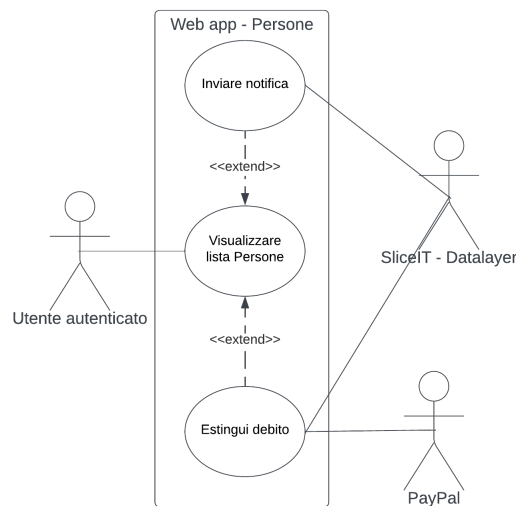 Web app - Persone
Inviare notifica
<<extend>>
Visualizzare
lista Persone
SliceIT - Datalayer
Utente autenticato
<<extend>>
Estingui debito
PayPal